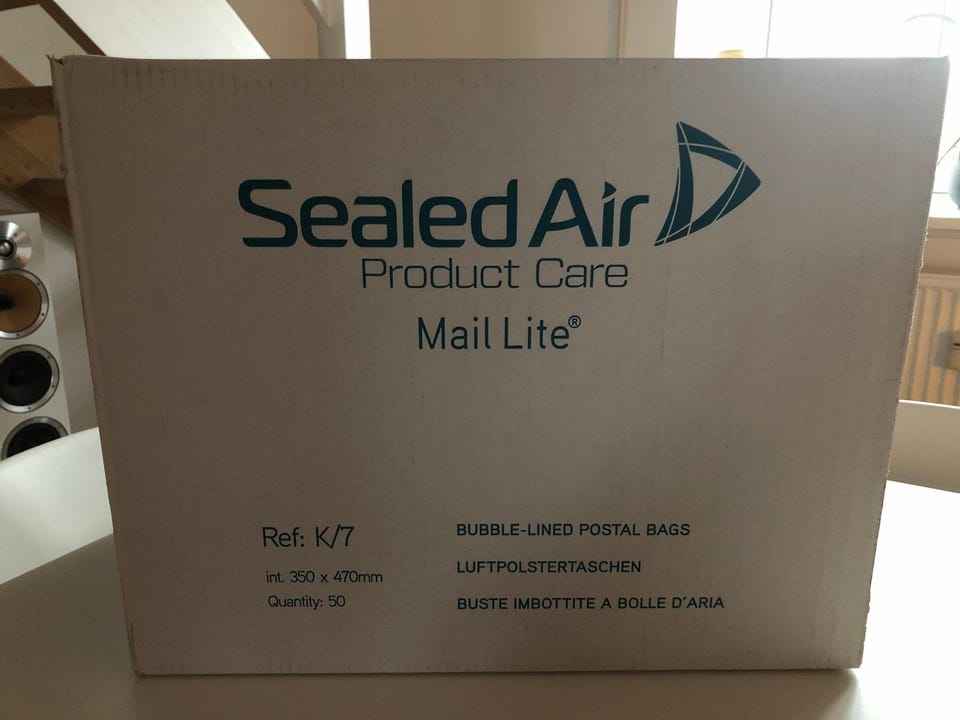 Sealed Air
Product Care
Mail Lite®
Ref: K/7
int. 350 x 470mm
Quantity: 50
BUBBLE-LINED POSTAL BAGS
LUFTPOLSTERTASCHEN
BUSTE IMBOTTITE A BOLLE D'ARIA